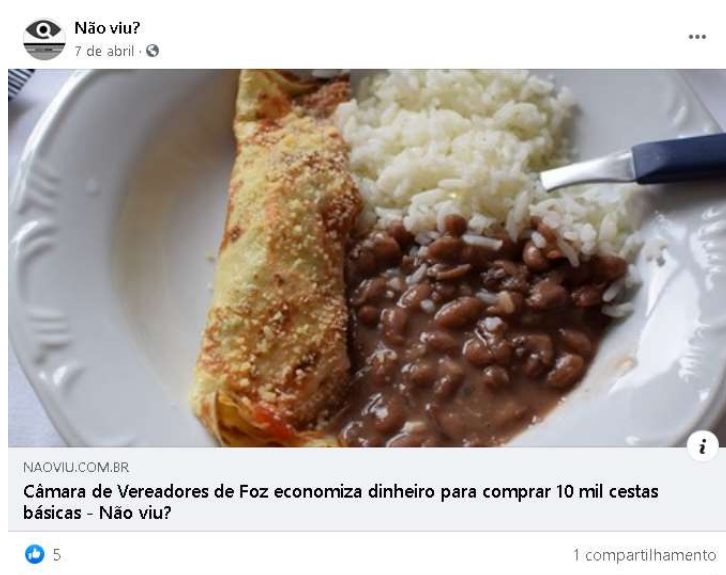 Não viu?
7 de abril ·
NAOVIU.COM.BR
Câmara de Vereadores de Foz economiza dinheiro para comprar 10 mil cestas
básicas - Não viu?
5
1 compartilhamento